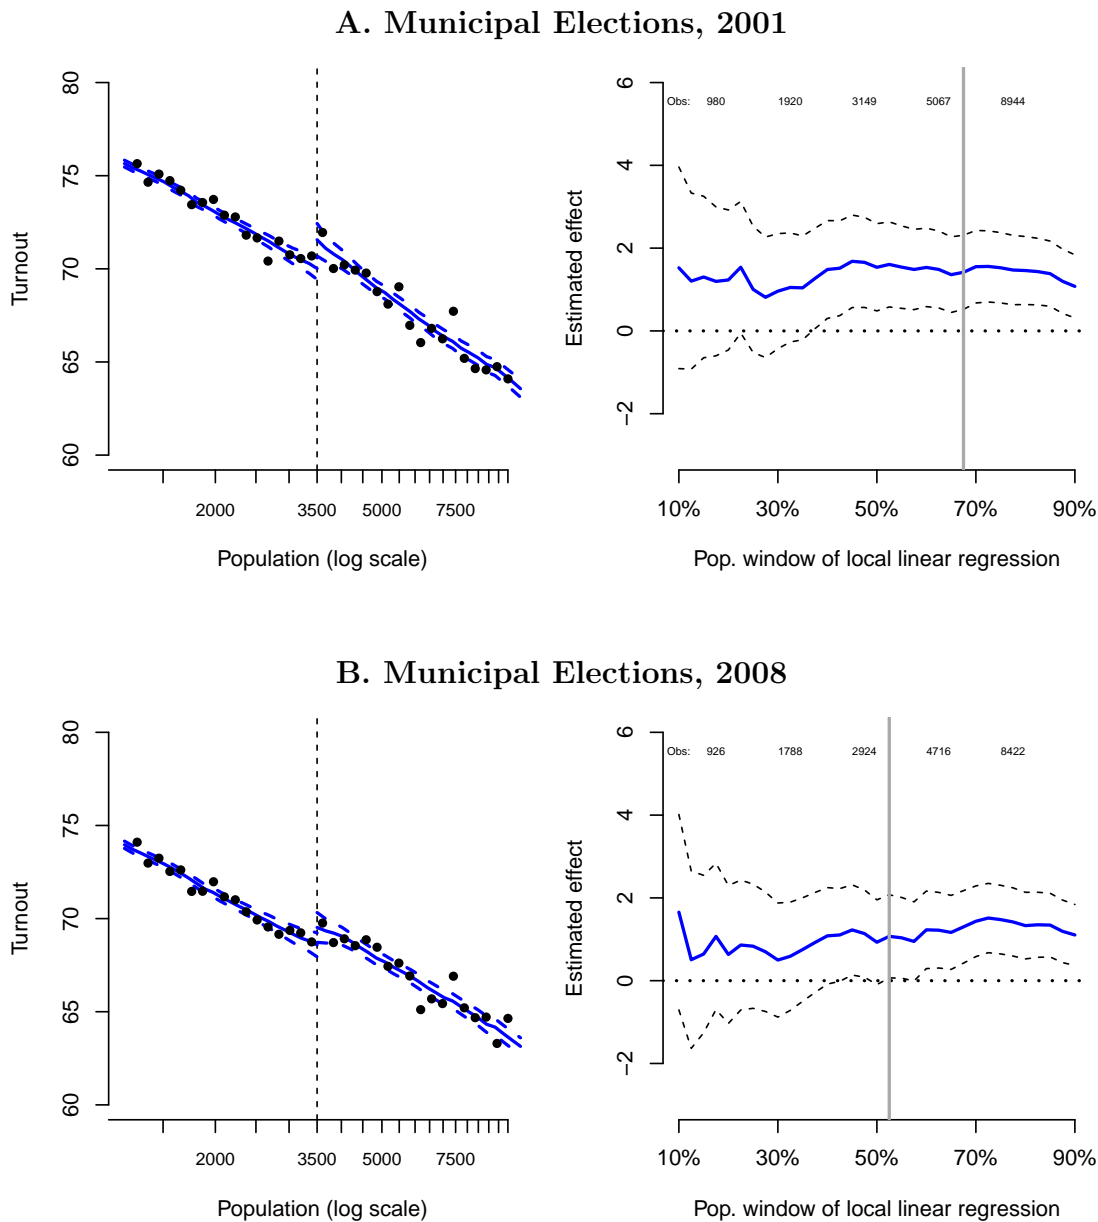 A. Municipal Elections, 2001
80
75
70
65
60
Turnout
2000 3500 5000 7500
Population (log scale)
6
4
2
0
−2
Estimated effect
Obs: 980 1920 3149 5067 8944
10% 30% 50% 70% 90%
Pop. window of local linear regression
B. Municipal Elections, 2008
80
75
70
65
60
Turnout
2000 3500 5000 7500
Population (log scale)
6
4
2
0
−2
Estimated effect
Obs: 926 1788 2924 4716 8422
10% 30% 50% 70% 90%
Pop. window of local linear regression